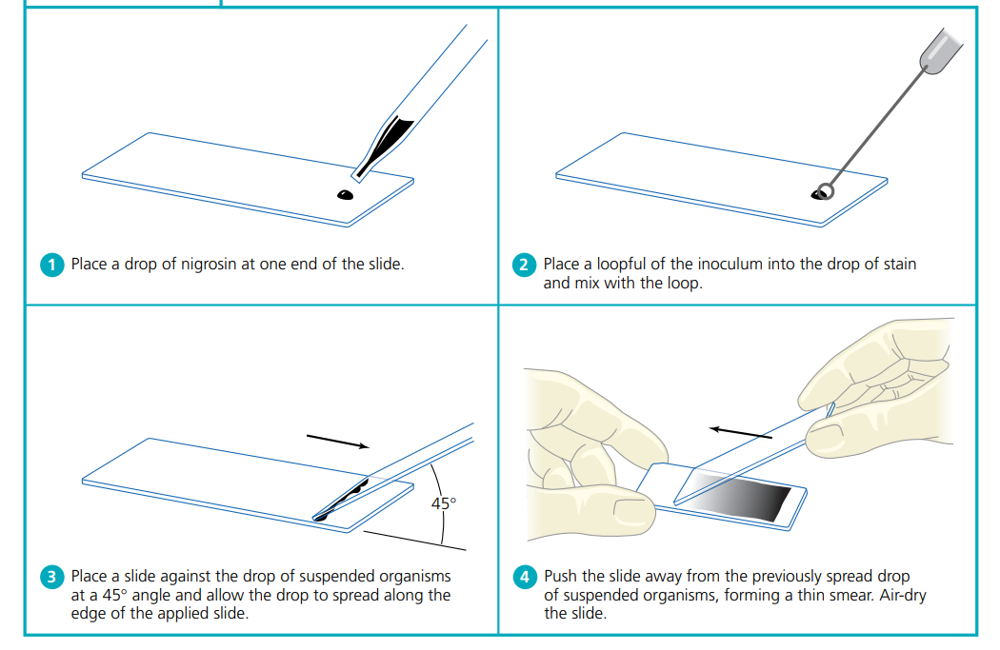 1 Place a drop of nigrosin at one end of the slide.
2 Place a loopful of the inoculum into the drop of stain
and mix with the loop.
45°
3 Place a slide against the drop of suspended organisms
at a 45° angle and allow the drop to spread along the
edge of the applied slide.
4 Push the slide away from the previously spread drop
of suspended organisms, forming a thin smear. Air-dry
the slide.